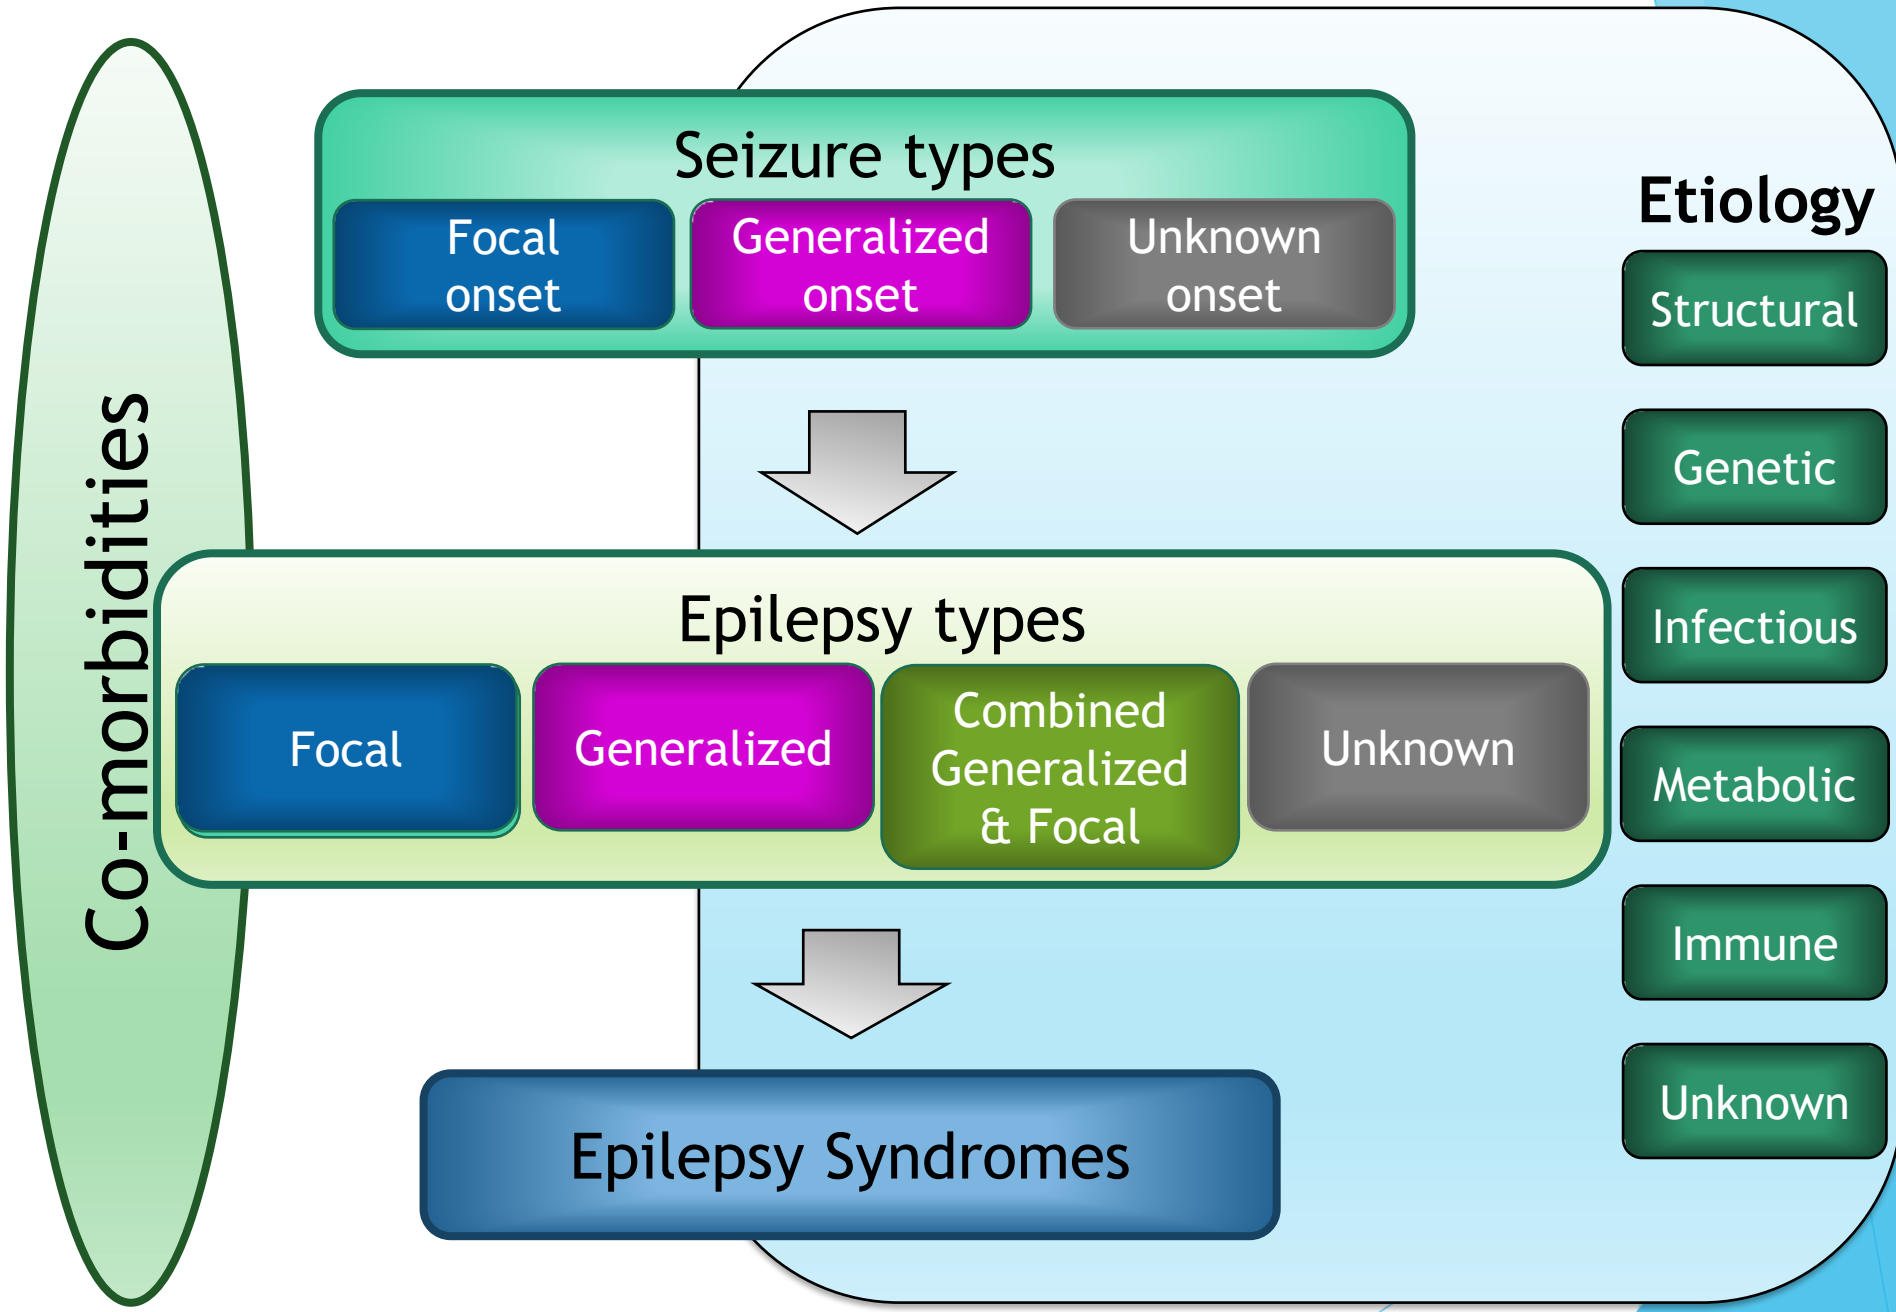 Co-morbidities
Seizure types
Focal
onset
Generalized
onset
Unknown
onset
Epilepsy types
Focal
Generalized
Combined
Generalized
& Focal
Unknown
Epilepsy Syndromes
Etiology
Structural
Genetic
Infectious
Metabolic
Immune
Unknown